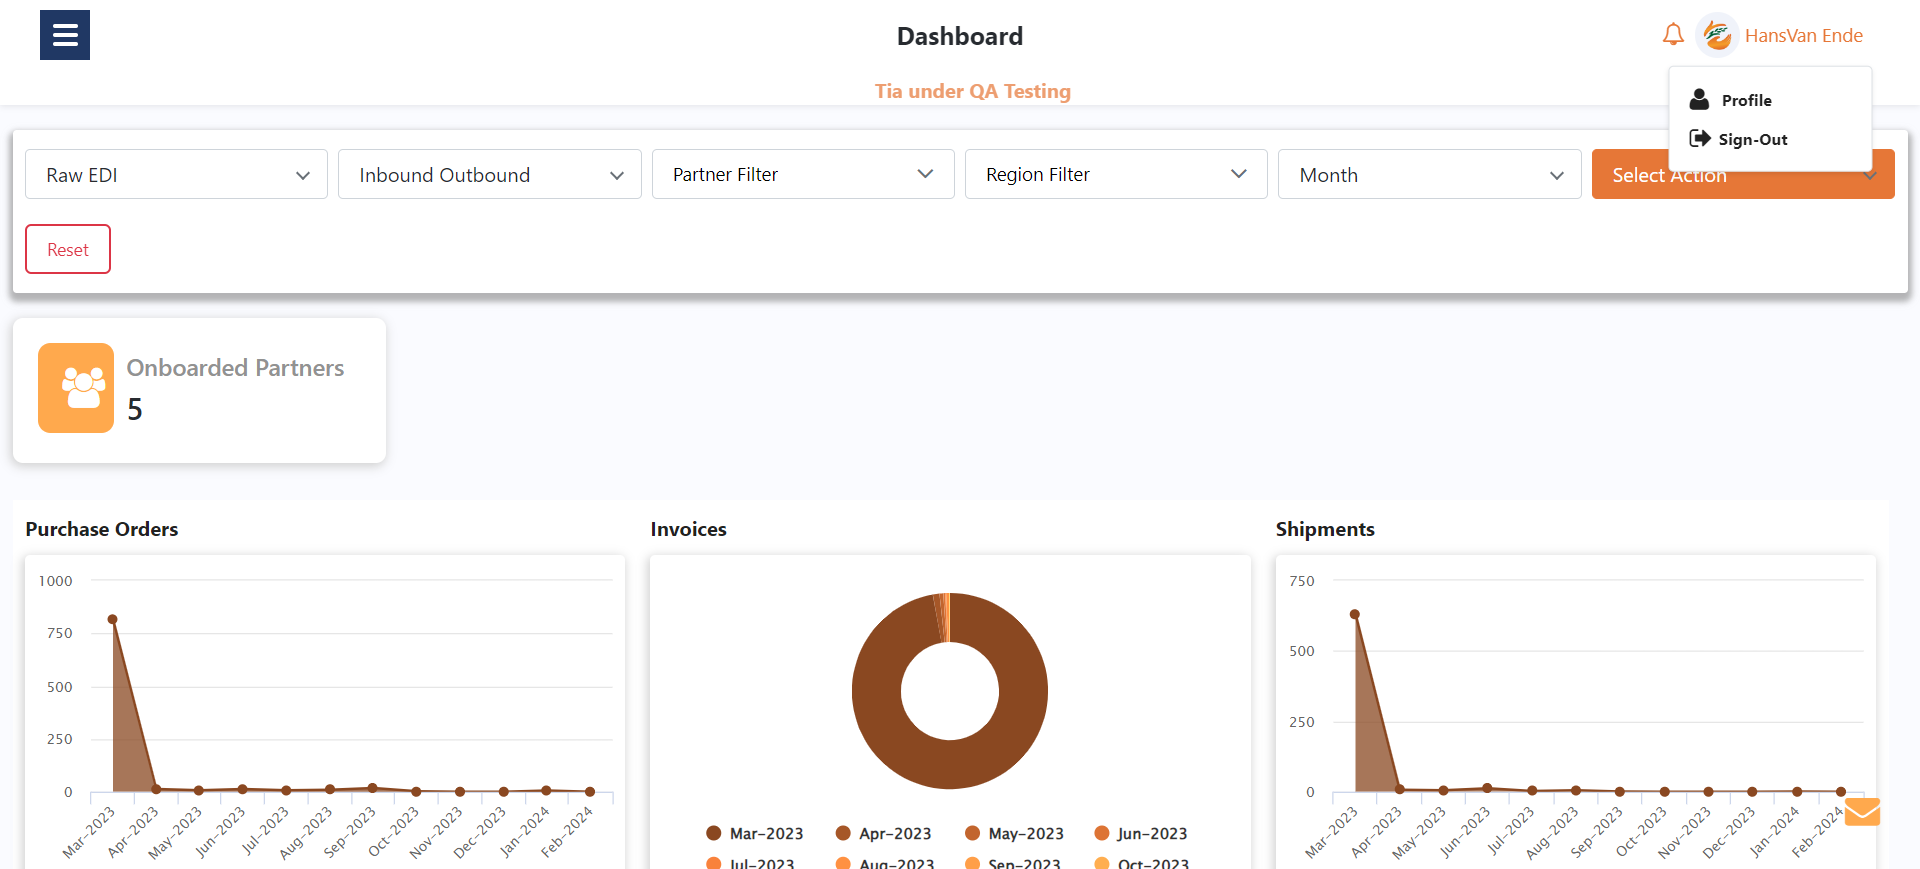 Dashboard
HansVan Ende
Tia under QA Testing
Profile
Sign-Out
Raw EDI
Inbound Outbound
Partner Filter
Region Filter
Month
Select Action
Reset
Onboarded Partners
5
Purchase Orders
1000
750
500
250
0
Mar-2023
Apr-2023
May-2023
Jun-2023
Jul-2023
Aug-2023
Sep-2023
Oct-2023
Nov-2023
Dec-2023
Jan-2024
Feb-2024
Invoices
Mar-2023
Apr-2023
May-2023
Jun-2023
Jul-2023
Aug-2023
Sep-2023
Oct-2023
Shipments
750
500
250
0
Mar-2023
Apr-2023
May-2023
Jun-2023
Jul-2023
Aug-2023
Sep-2023
Oct-2023
Nov-2023
Dec-2023
Jan-2024
Feb-2024